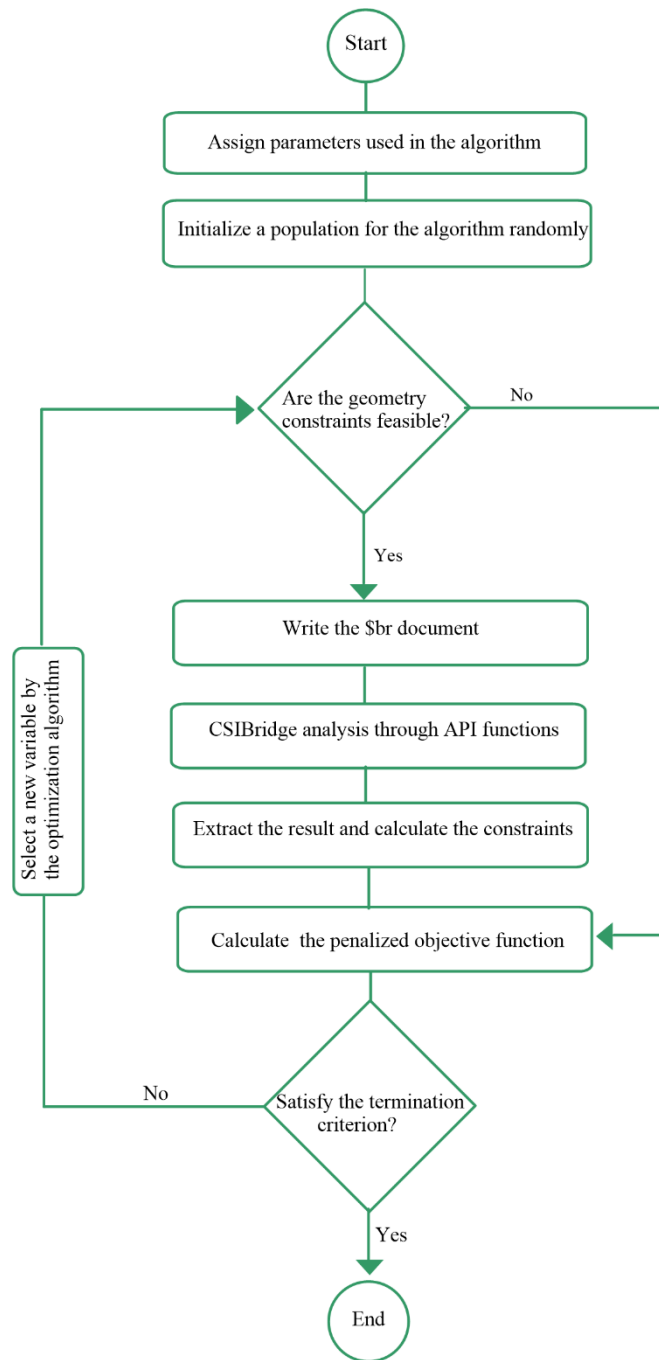 Start
Assign parameters used in the algorithm
Initialize a population for the algorithm randomly
Are the geometry
constraints feasible?
No
Yes
Write the $br document
CSIBridge analysis through API functions
Extract the result and calculate the constraints
Calculate the penalized objective function
Select a new variable by
the optimization algorithm
No
Satisfy the termination
criterion?
Yes
End